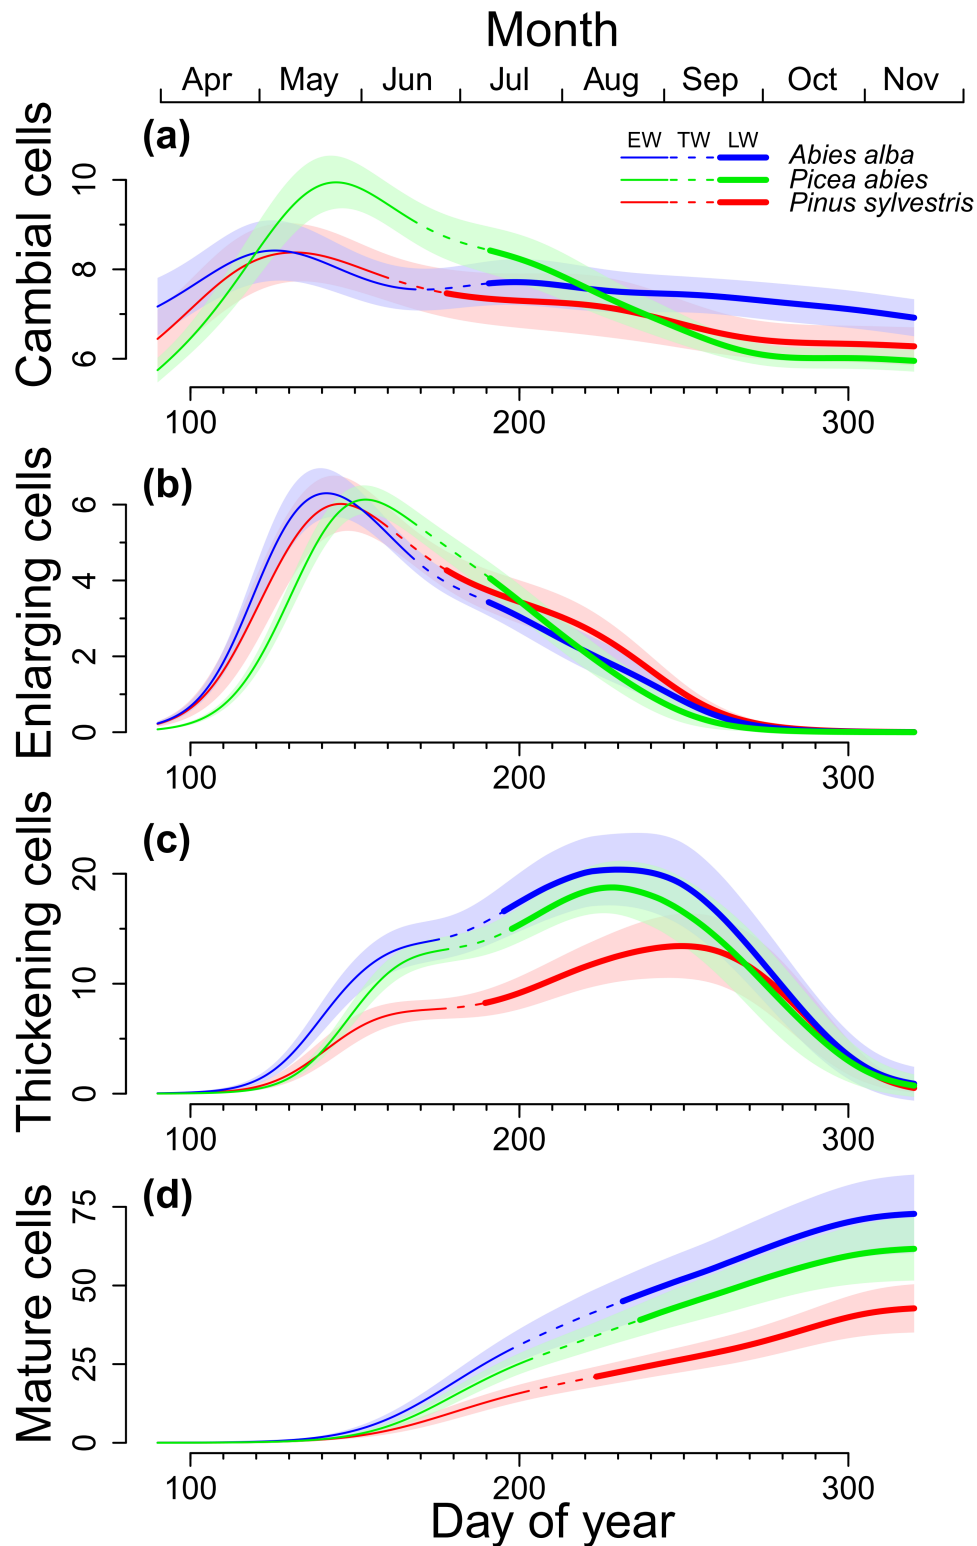 Month
Apr May Jun Jul Aug Sep Oct Nov
(a)
EW TW LW
Abies alba
Picea abies
Pinus sylvestris
Cambial cells
10
8
6
100 200 300
(b)
Enlarging cells
6
4
2
0
100 200 300
(c)
Thickening cells
20
10
0
100 200 300
(d)
Mature cells
75
50
25
0
100 200 300
Day of year